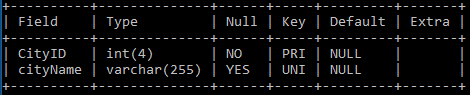 +----------+--------------+------+-----+---------+-------+
| Field    | Type         | Null | Key | Default | Extra |
+----------+--------------+------+-----+---------+-------+
| CityID   | int(4)       | NO   | PRI | NULL    |       |
| cityName | varchar(255) | YES  | UNI | NULL    |       |
+----------+--------------+------+-----+---------+-------+